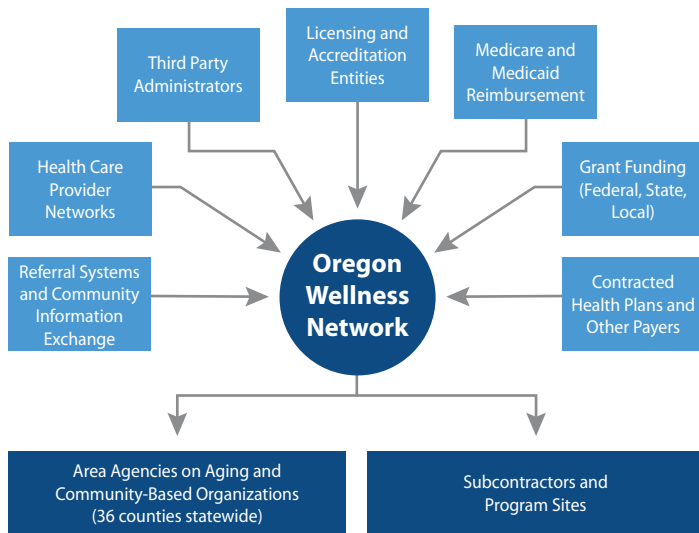 Licensing and
Accreditation
Entities
Third Party
Administrators
Medicare and
Medicaid
Reimbursement
Health Care
Provider
Networks
Grant Funding
(Federal, State,
Local)
Referral Systems
and Community
Information
Exchange
Oregon
Wellness
Network
Contracted
Health Plans and
Other Payers
Area Agencies on Aging and
Community-Based Organizations
(36 counties statewide)
Subcontractors and
Program Sites